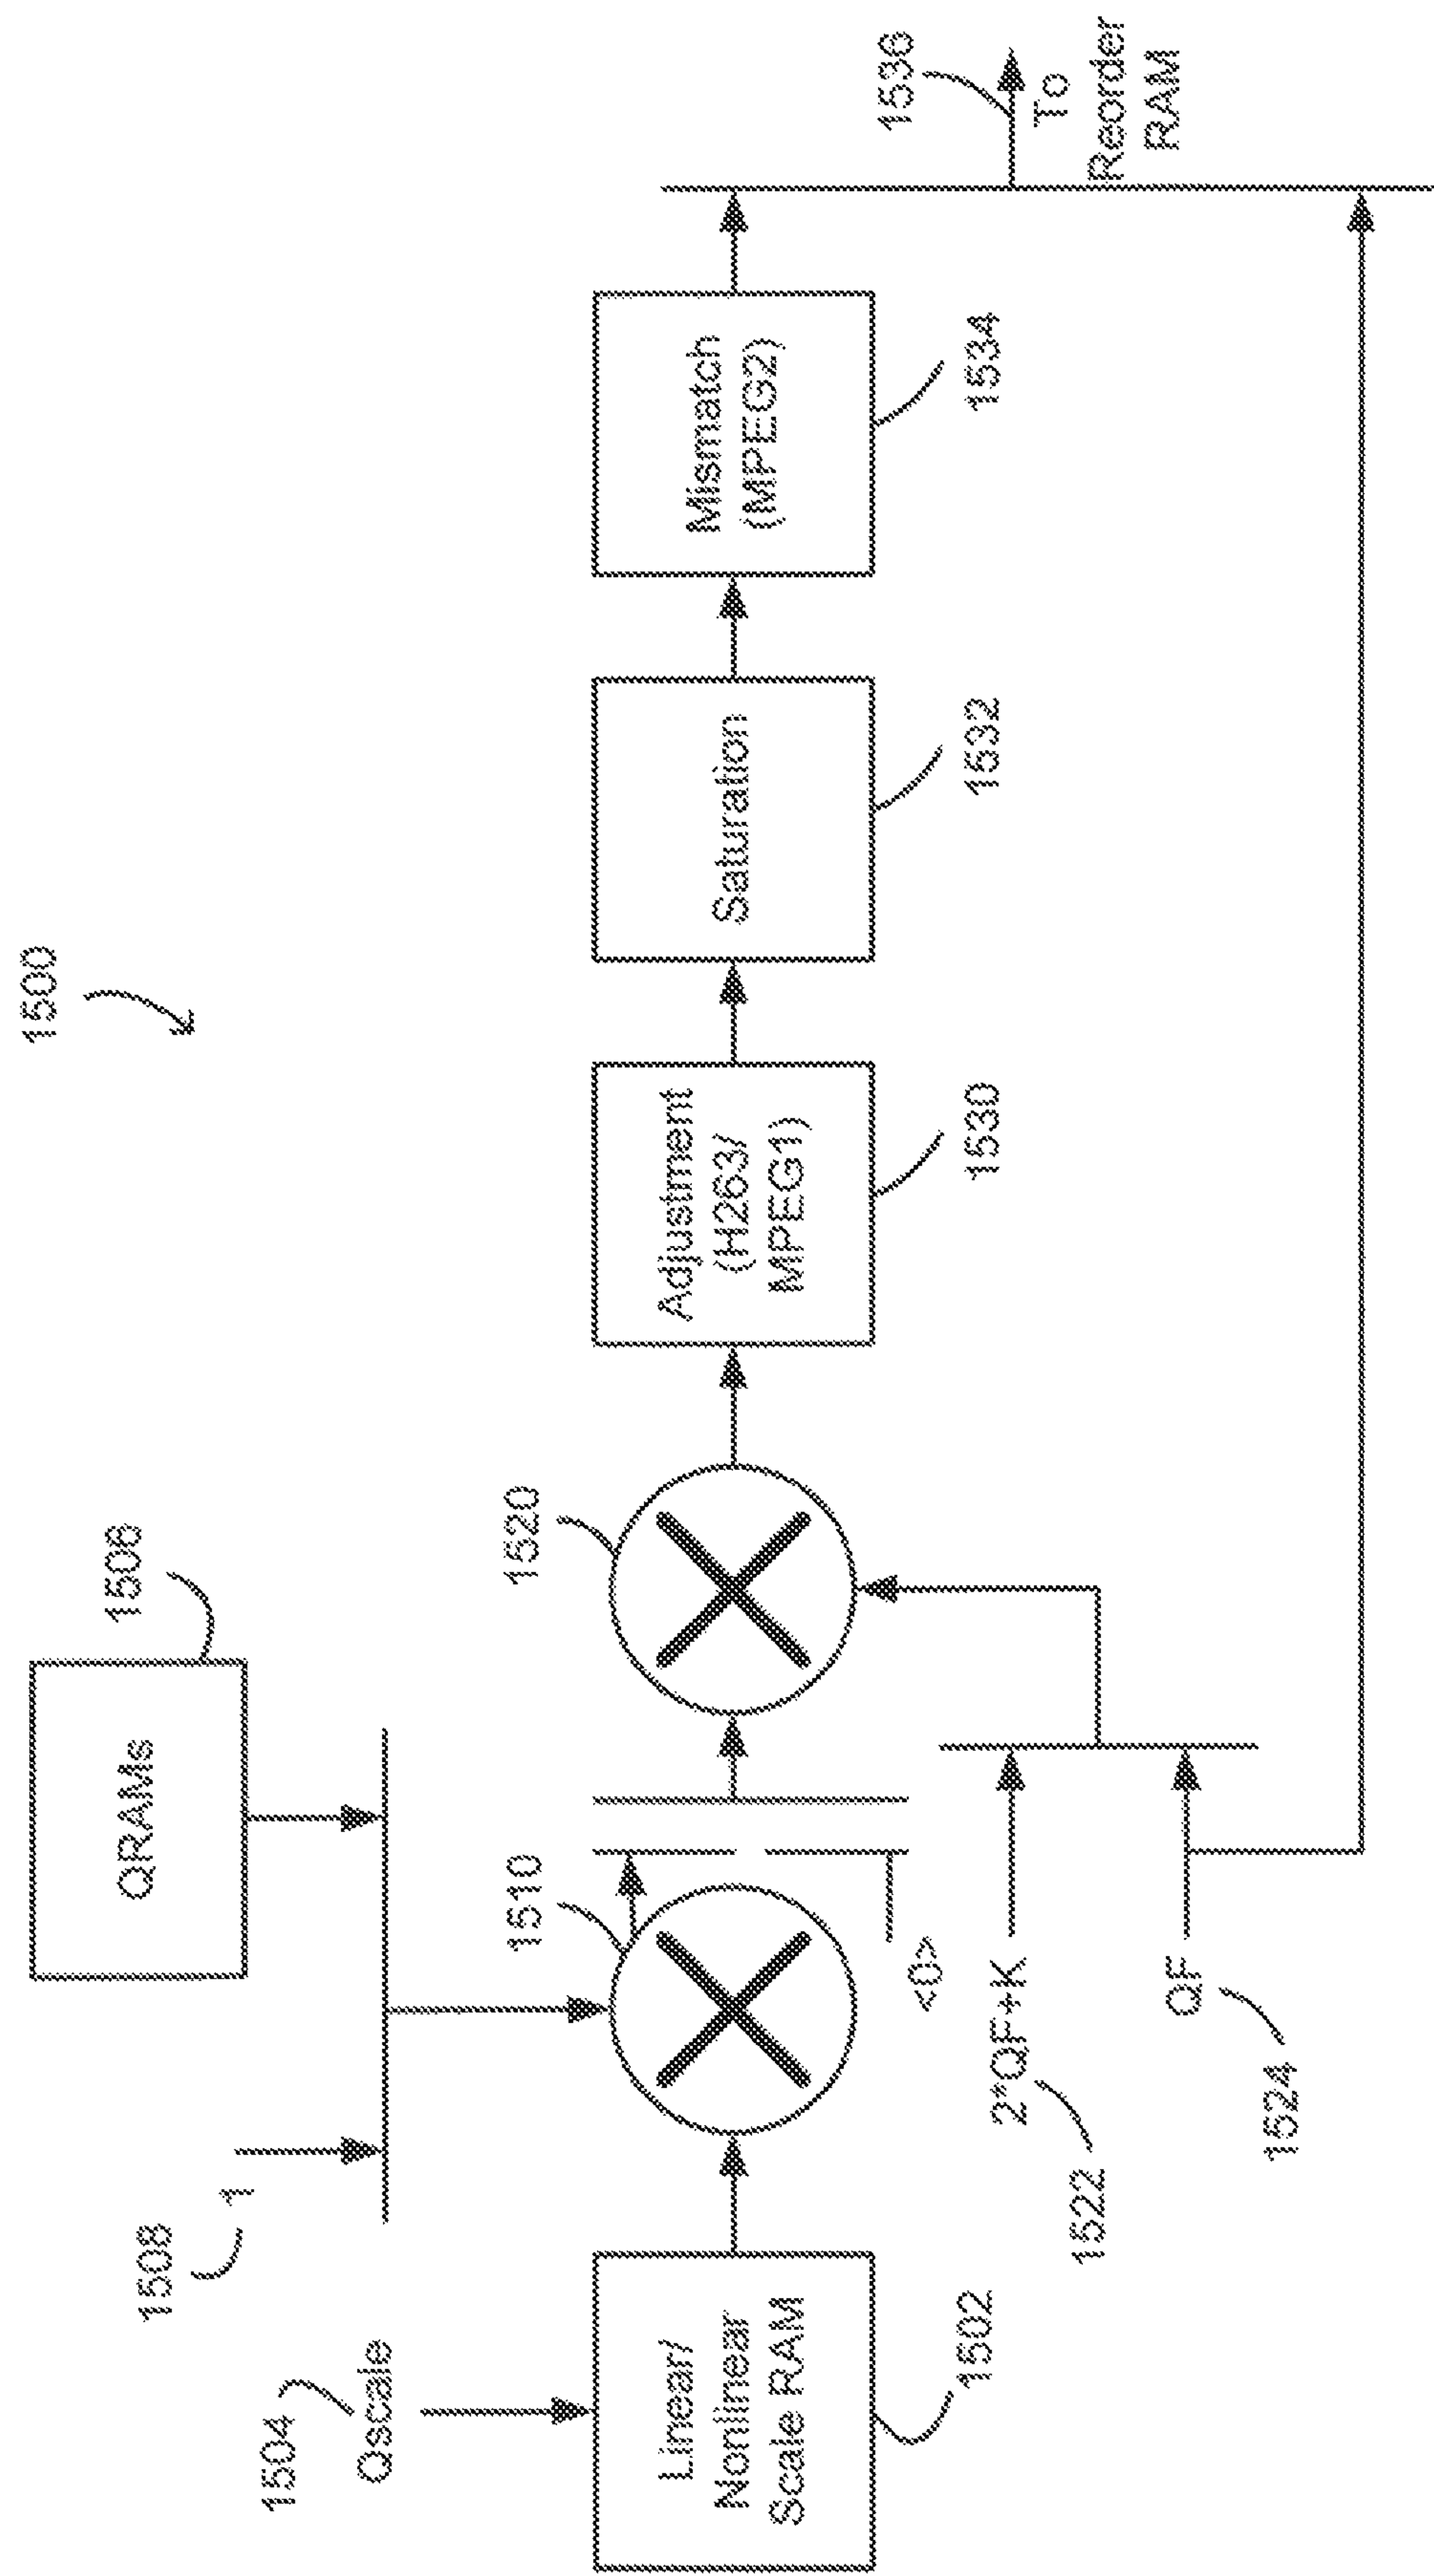 1500
1504
Qscale
1508
1
QRAMs
1506
Linear/
Nonlinear
Scale RAM
1502
1510
<0>
1520
2*QF+K
1522
QF
1524
Adjustment
(H263/
MPEG1)
1530
Saturation
1532
Mismatch
(MPEG2)
1534
1536
To
Reorder
RAM